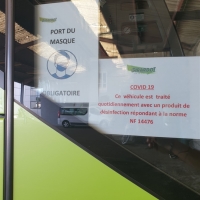 PORT DU
MASQUE
OBLIGATOIRE
COVID 19
Ce véhicule est traité
quotidiennement avec un produit de
désinfection répondant à la norme
NF 14476